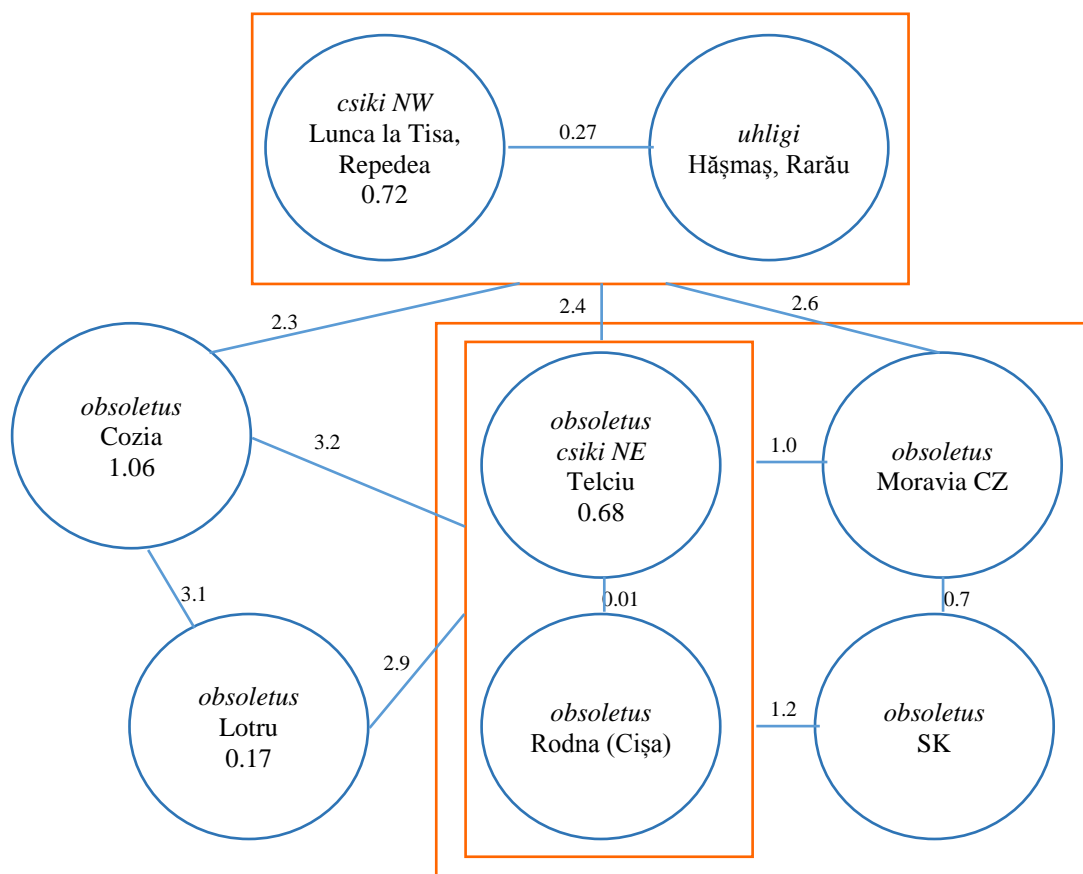 csiki NW
Lunca la Tisa,
Repedea
0.72
0.27
uhligi
Hășmaș, Rarău
2.3
2.4
2.6
obsoletus
Cozia
1.06
3.2
obsoletus
csiki NE
Telciu
0.68
1.0
obsoletus
Moravia CZ
3.1
0.01
0.7
obsoletus
Lotru
0.17
2.9
obsoletus
Rodna (Cișa)
1.2
obsoletus
SK